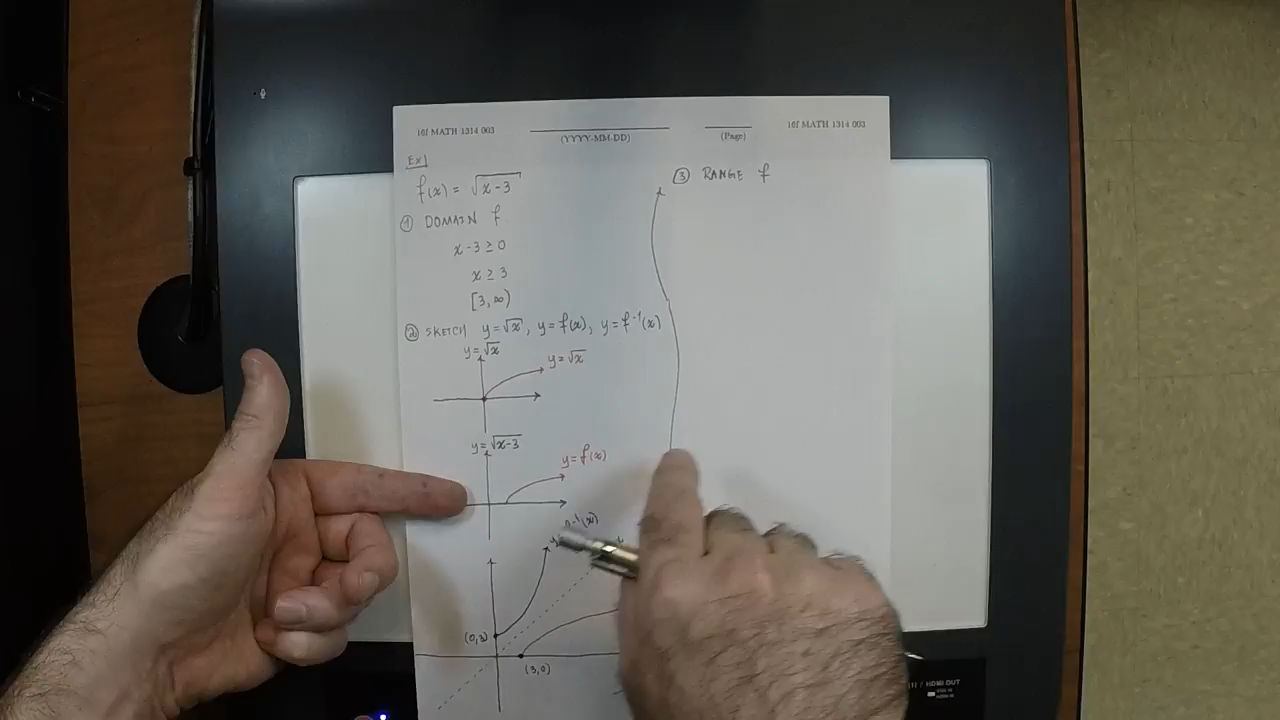 16f MATH 1314 003
(YYYY-MM-DD)
(Page)
16f MATH 1314 003
Ex1
f(x) = √(x-3)
① DOMAIN f
x-3 ≥ 0
x ≥ 3
[3,∞)
② SKETCH y=√x, y=f(x), y=f⁻¹(x)
y=√x
y=√x
y=√(x-3)
y=f(x)
(0,3)
(3,0)
③ RANGE f
HDMI OUT